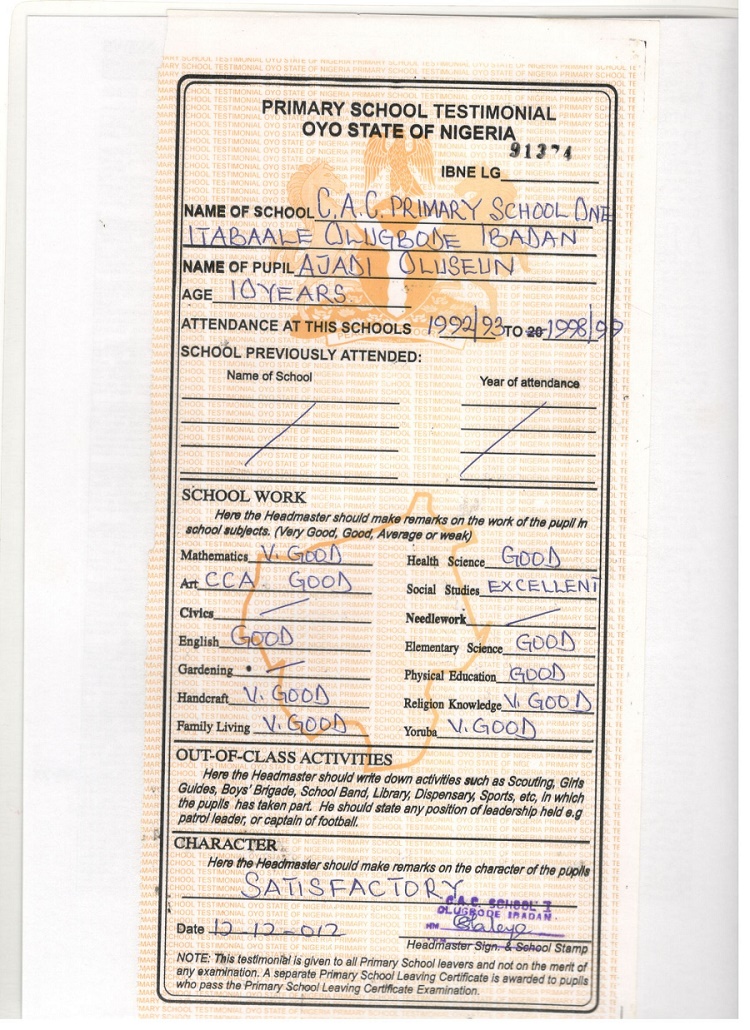 PRIMARY SCHOOL TESTIMONIAL
OYO STATE OF NIGERIA
91374
IBNE LG
NAME OF SCHOOL C.A.C. PRIMARY SCHOOL ONE
ITABAALE OLUGBODE IBADAN
NAME OF PUPIL AJADI OLUSEUN
AGE 10 YEARS
ATTENDANCE AT THIS SCHOOLS 1992/93 TO 20 1998/99
SCHOOL PREVIOUSLY ATTENDED:
Name of School Year of attendance
SCHOOL WORK
Here the Headmaster should make remarks on the work of the pupil in
school subjects. (Very Good, Good, Average or weak)
Mathematics V. GOOD Health Science GOOD
Art CCA GOOD Social Studies EXCELLENT
Civics Needlework
English GOOD Elementary Science GOOD
Gardening Physical Education GOOD
Handcraft V. GOOD Religion Knowledge V. GOOD
Family Living V. GOOD Yoruba V. GOOD
OUT-OF-CLASS ACTIVITIES
Here the Headmaster should write down activities such as Scouting, Girls
Guides, Boys' Brigade, School Band, Library, Dispensary, Sports, etc, in which
the pupils has taken part. He should state any position of leadership held e.g
patrol leader, or captain of football.
CHARACTER
Here the Headmaster should make remarks on the character of the pupils
SATISFACTORY
C.A.C. SCHOOL I
OLUGBODE IBADAN
Date 12-12-012 HM
Headmaster Sign. & School Stamp
NOTE: This testimonial is given to all Primary School leavers and not on the merit of
any examination. A separate Primary School Leaving Certificate is awarded to pupils
who pass the Primary School Leaving Certificate Examination.